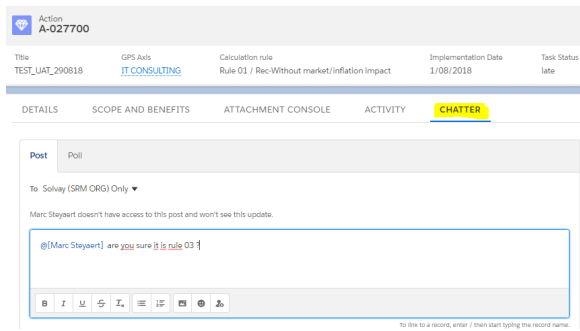 Action
A-027700
Title GPS Axis Calculation rule Implementation Date Task Status
TEST_UAT_290818 IT CONSULTING Rule 01 / Rec-Without market/inflation impact 1/08/2018 late
DETAILS SCOPE AND BENEFITS ATTACHMENT CONSOLE ACTIVITY CHATTER
Post Poll
To Solvay (SRM ORG) Only
Marc Steyaert doesn't have access to this post and won't see this update.
@[Marc Steyaert] are you sure it is rule 03 ?
B I U S Tx
To link to a record, enter / then start typing the record name.